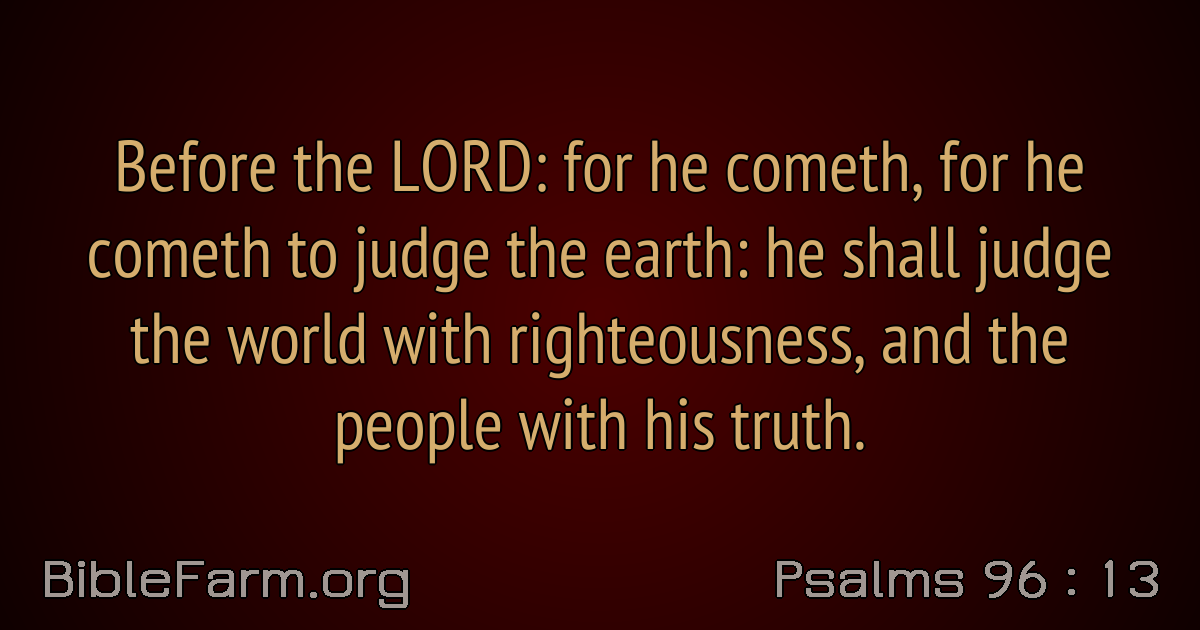 Before the LORD: for he cometh, for he
cometh to judge the earth: he shall judge
the world with righteousness, and the
people with his truth.
BibleFarm.org
Psalms 96 : 13